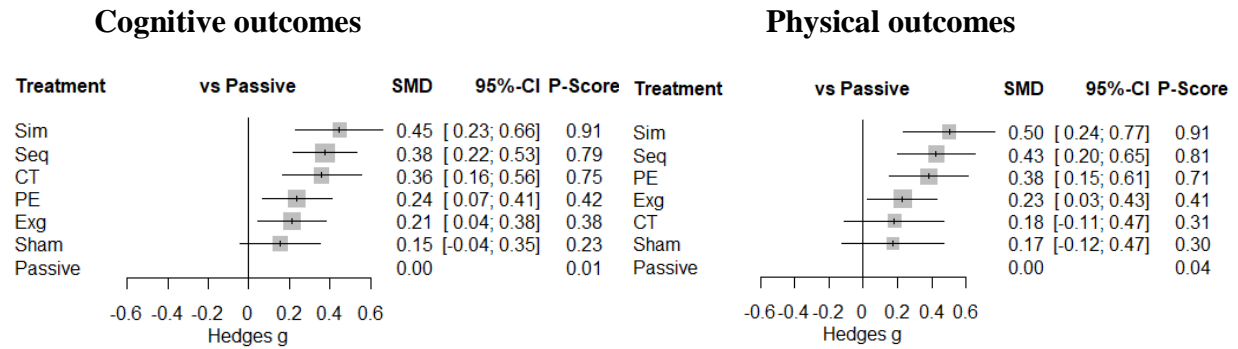 Cognitive outcomes
Treatment vs Passive SMD 95%-CI P-Score
Sim 0.45 [ 0.23; 0.66] 0.91
Seq 0.38 [ 0.22; 0.53] 0.79
CT 0.36 [ 0.16; 0.56] 0.75
PE 0.24 [ 0.07; 0.41] 0.42
Exg 0.21 [ 0.04; 0.38] 0.38
Sham 0.15 [-0.04; 0.35] 0.23
Passive 0.00 0.01
-0.6 -0.4 -0.2 0 0.2 0.4 0.6
Hedges g
Physical outcomes
Treatment vs Passive SMD 95%-CI P-Score
Sim 0.50 [ 0.24; 0.77] 0.91
Seq 0.43 [ 0.20; 0.65] 0.81
PE 0.38 [ 0.15; 0.61] 0.71
Exg 0.23 [ 0.03; 0.43] 0.41
CT 0.18 [-0.11; 0.47] 0.31
Sham 0.17 [-0.12; 0.47] 0.30
Passive 0.00 0.04
-0.6 -0.4 -0.2 0 0.2 0.4 0.6
Hedges g